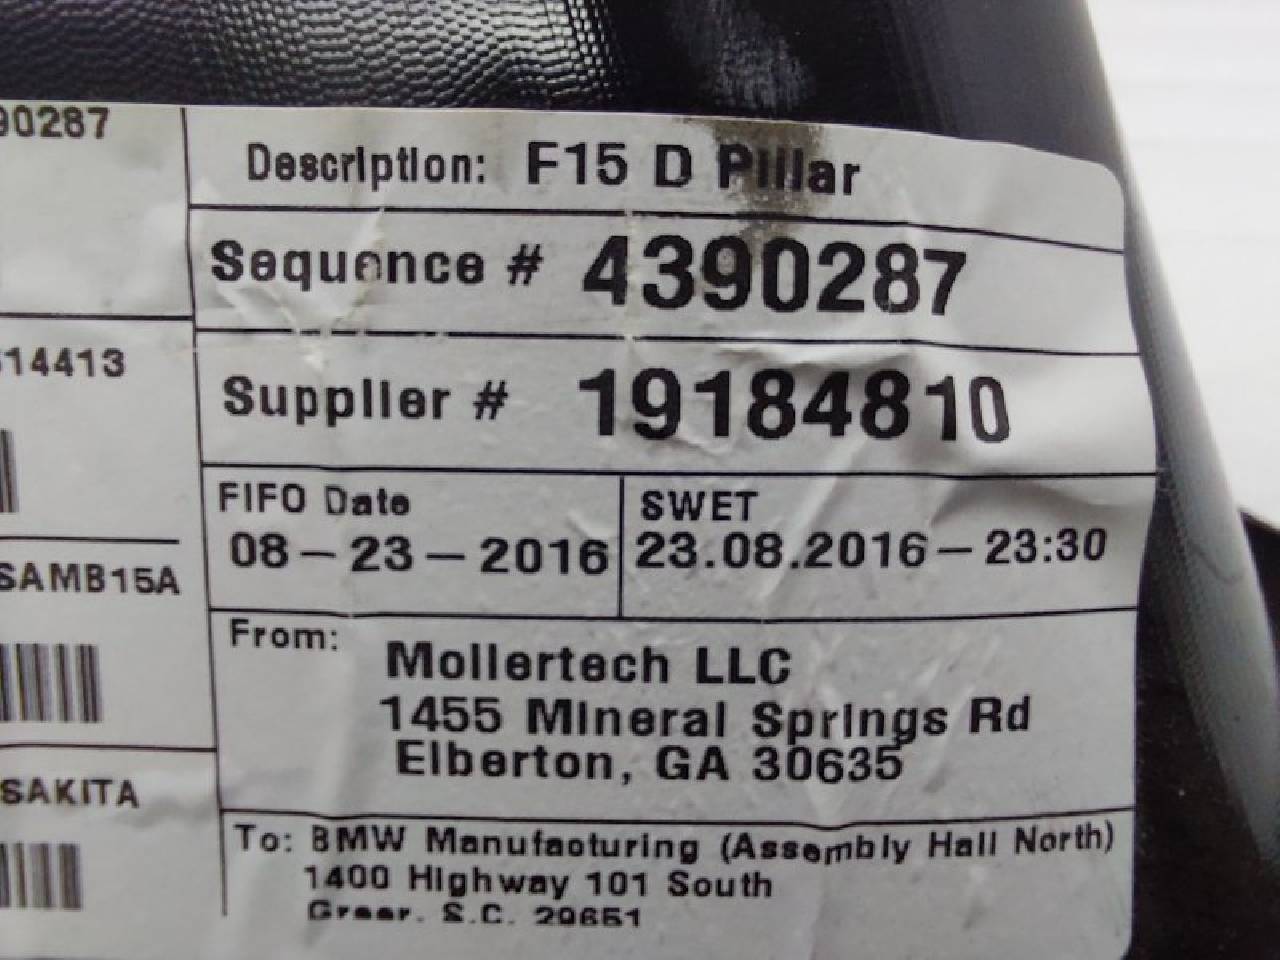 90287
Description: F15 D Pillar
Sequence # 4390287
14413
Supplier # 19184810
FIFO Date
08-23-2016
SWET
23.08.2016-23:30
SAMB15A
From:
Mollertech LLC
1455 Mineral Springs Rd
Elberton, GA 30635
SAKITA
To: BMW Manufacturing (Assembly Hall North)
1400 Highway 101 South
Greer, S.C. 29651